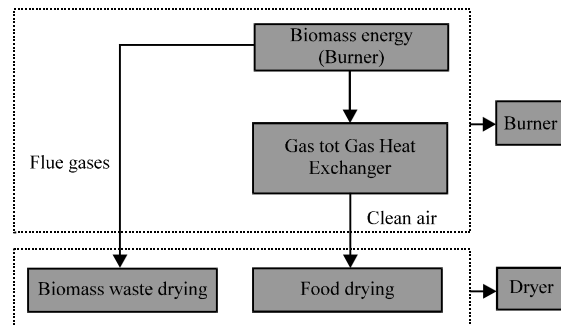 Biomass energy
(Burner)
Burner
Gas tot Gas Heat
Exchanger
Flue gases
Clean air
Biomass waste drying
Food drying
Dryer